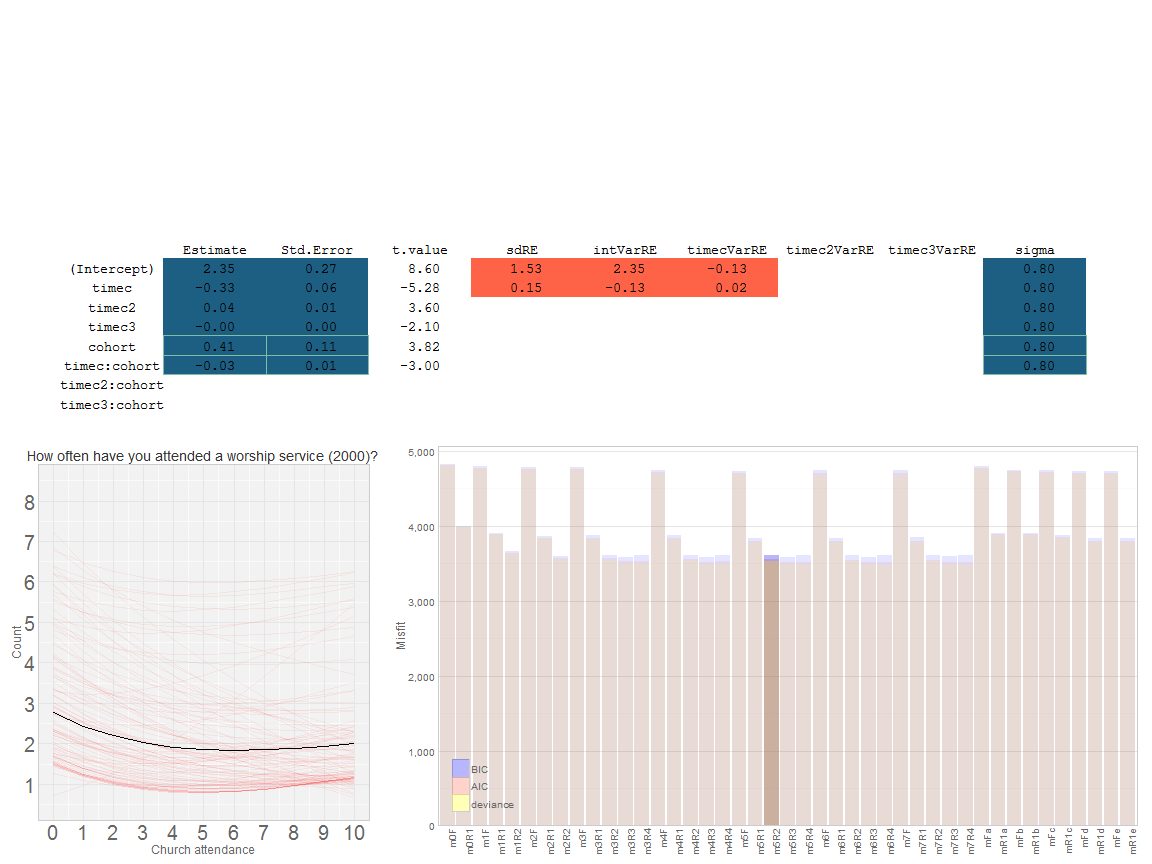 Estimate Std.Error t.value sdRE intVarRE timecVarRE timec2VarRE timec3VarRE sigma
(Intercept) 2.35 0.27 8.60 1.53 2.35 -0.13 0.80
timec -0.33 0.06 -5.28 0.15 -0.13 0.02 0.80
timec2 0.04 0.01 3.60 0.80
timec3 -0.00 0.00 -2.10 0.80
cohort 0.41 0.11 3.82 0.80
timec:cohort -0.03 0.01 -3.00 0.80
timec2:cohort
timec3:cohort
How often have you attended a worship service (2000)?
8
7
6
5
4
3
2
1
Count
0 1 2 3 4 5 6 7 8 9 10
Church attendance
5,000
4,000
3,000
2,000
1,000
0
Misfit
BIC
AIC
deviance
m0F m0R1 m1F m1R1 m1R2 m2F m2R1 m2R2 m3F m3R1 m3R2 m3R3 m3R4 m4F m4R1 m4R2 m4R3 m4R4 m5F m5R1 m5R2 m5R3 m5R4 m6F m6R1 m6R2 m6R3 m6R4 m7F m7R1 m7R2 m7R3 m7R4 mFa mR1a mFb mR1b mFc mR1c mFd mR1d mFe mR1e